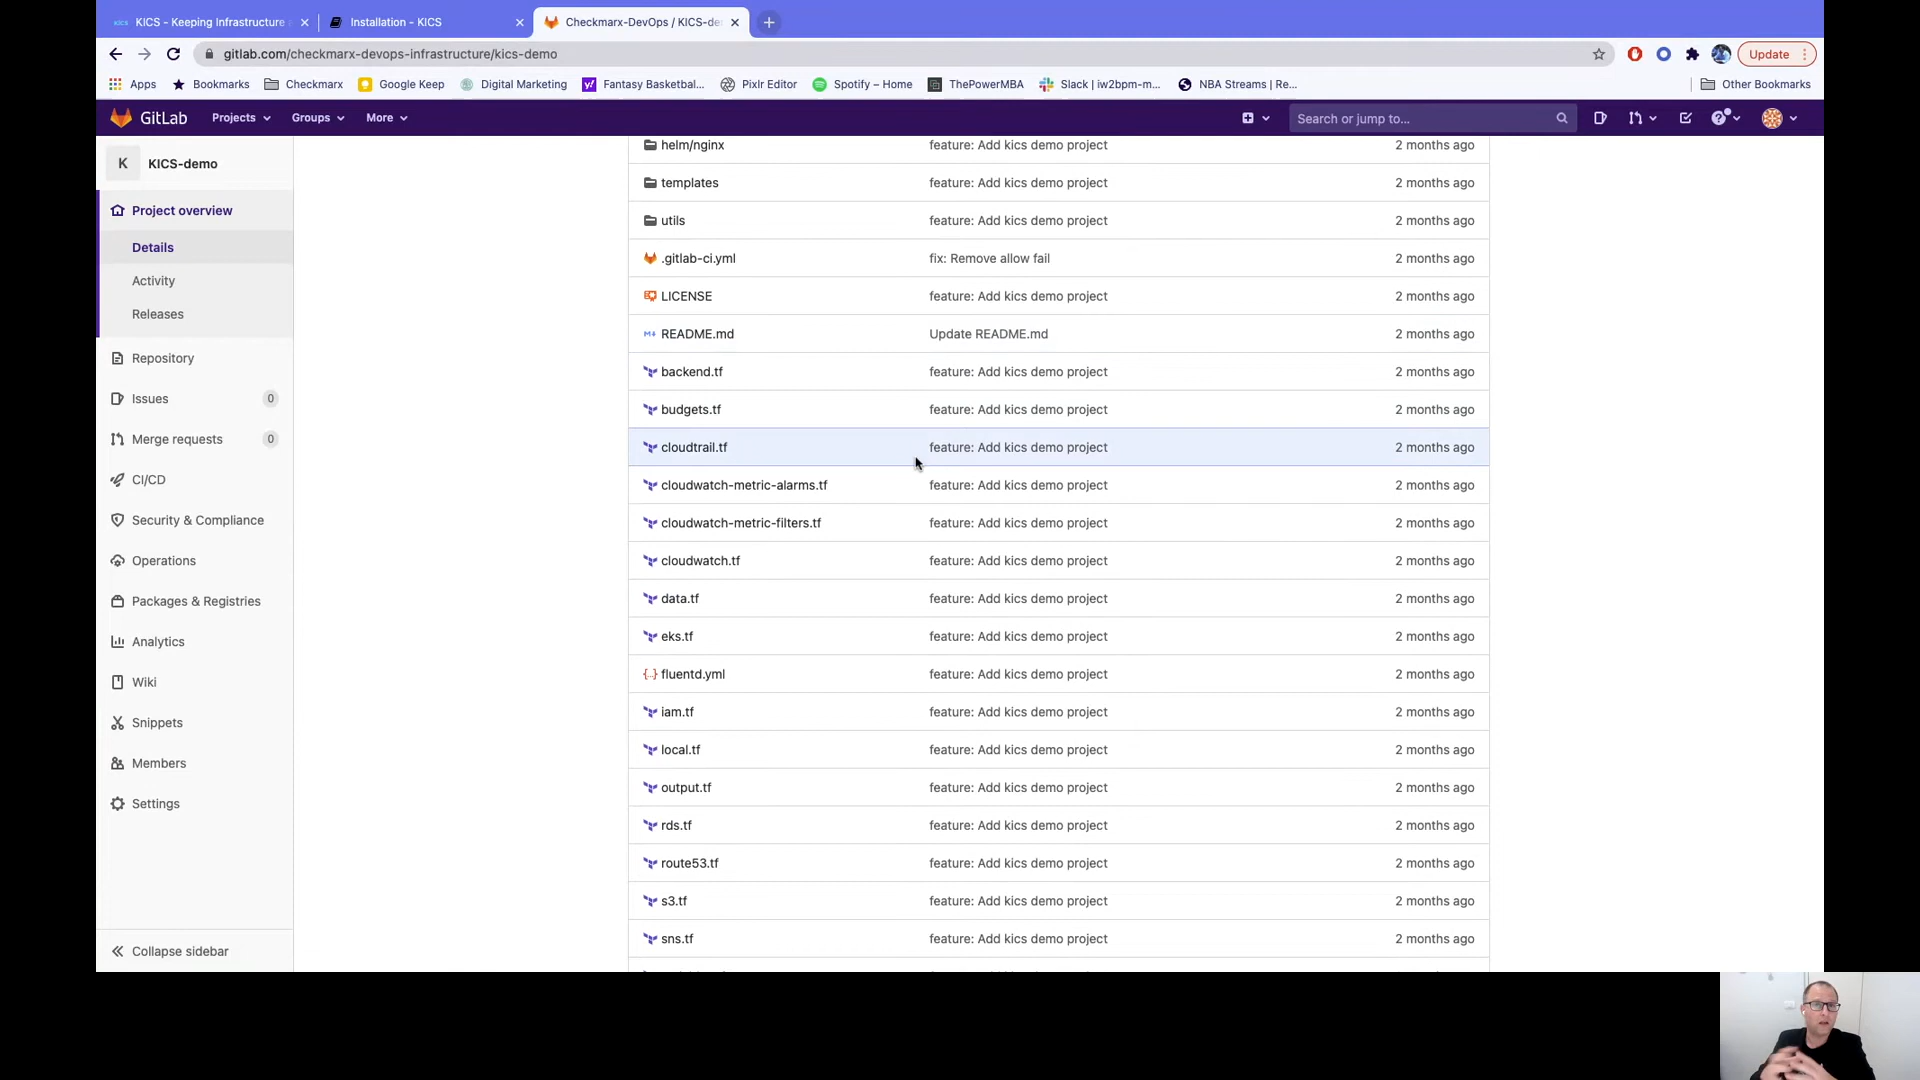 KICS - Keeping Infrastructure
Installation - KICS
Checkmarx-DevOps / KICS-de
gitlab.com/checkmarx-devops-infrastructure/kics-demo
Update
Apps
Bookmarks
Checkmarx
Google Keep
Digital Marketing
Fantasy Basketbal...
Pixlr Editor
Spotify – Home
ThePowerMBA
Slack | iw2bpm-m...
NBA Streams | Re...
Other Bookmarks
GitLab
Projects
Groups
More
Search or jump to...
K KICS-demo
Project overview
Details
Activity
Releases
Repository
Issues 0
Merge requests 0
CI/CD
Security & Compliance
Operations
Packages & Registries
Analytics
Wiki
Snippets
Members
Settings
Collapse sidebar
helm/nginx feature: Add kics demo project 2 months ago
templates feature: Add kics demo project 2 months ago
utils feature: Add kics demo project 2 months ago
.gitlab-ci.yml fix: Remove allow fail 2 months ago
LICENSE feature: Add kics demo project 2 months ago
README.md Update README.md 2 months ago
backend.tf feature: Add kics demo project 2 months ago
budgets.tf feature: Add kics demo project 2 months ago
cloudtrail.tf feature: Add kics demo project 2 months ago
cloudwatch-metric-alarms.tf feature: Add kics demo project 2 months ago
cloudwatch-metric-filters.tf feature: Add kics demo project 2 months ago
cloudwatch.tf feature: Add kics demo project 2 months ago
data.tf feature: Add kics demo project 2 months ago
eks.tf feature: Add kics demo project 2 months ago
fluentd.yml feature: Add kics demo project 2 months ago
iam.tf feature: Add kics demo project 2 months ago
local.tf feature: Add kics demo project 2 months ago
output.tf feature: Add kics demo project 2 months ago
rds.tf feature: Add kics demo project 2 months ago
route53.tf feature: Add kics demo project 2 months ago
s3.tf feature: Add kics demo project 2 months ago
sns.tf feature: Add kics demo project 2 months ago